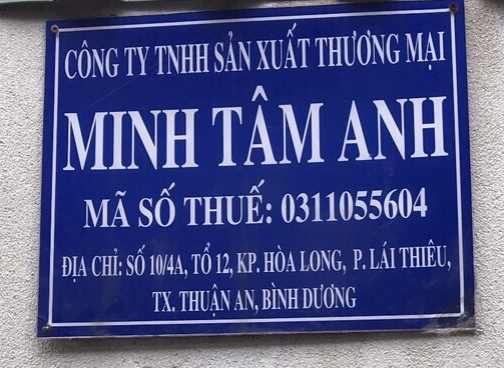 CÔNG TY TNHH SẢN XUẤT THƯƠNG MẠI
MINH TÂM ANH
MÃ SỐ THUẾ: 0311055604
ĐỊA CHỈ: SỐ 10/4A, TỔ 12, KP. HÒA LONG, P. LÁI THIÊU,
TX. THUẬN AN, BÌNH DƯƠNG